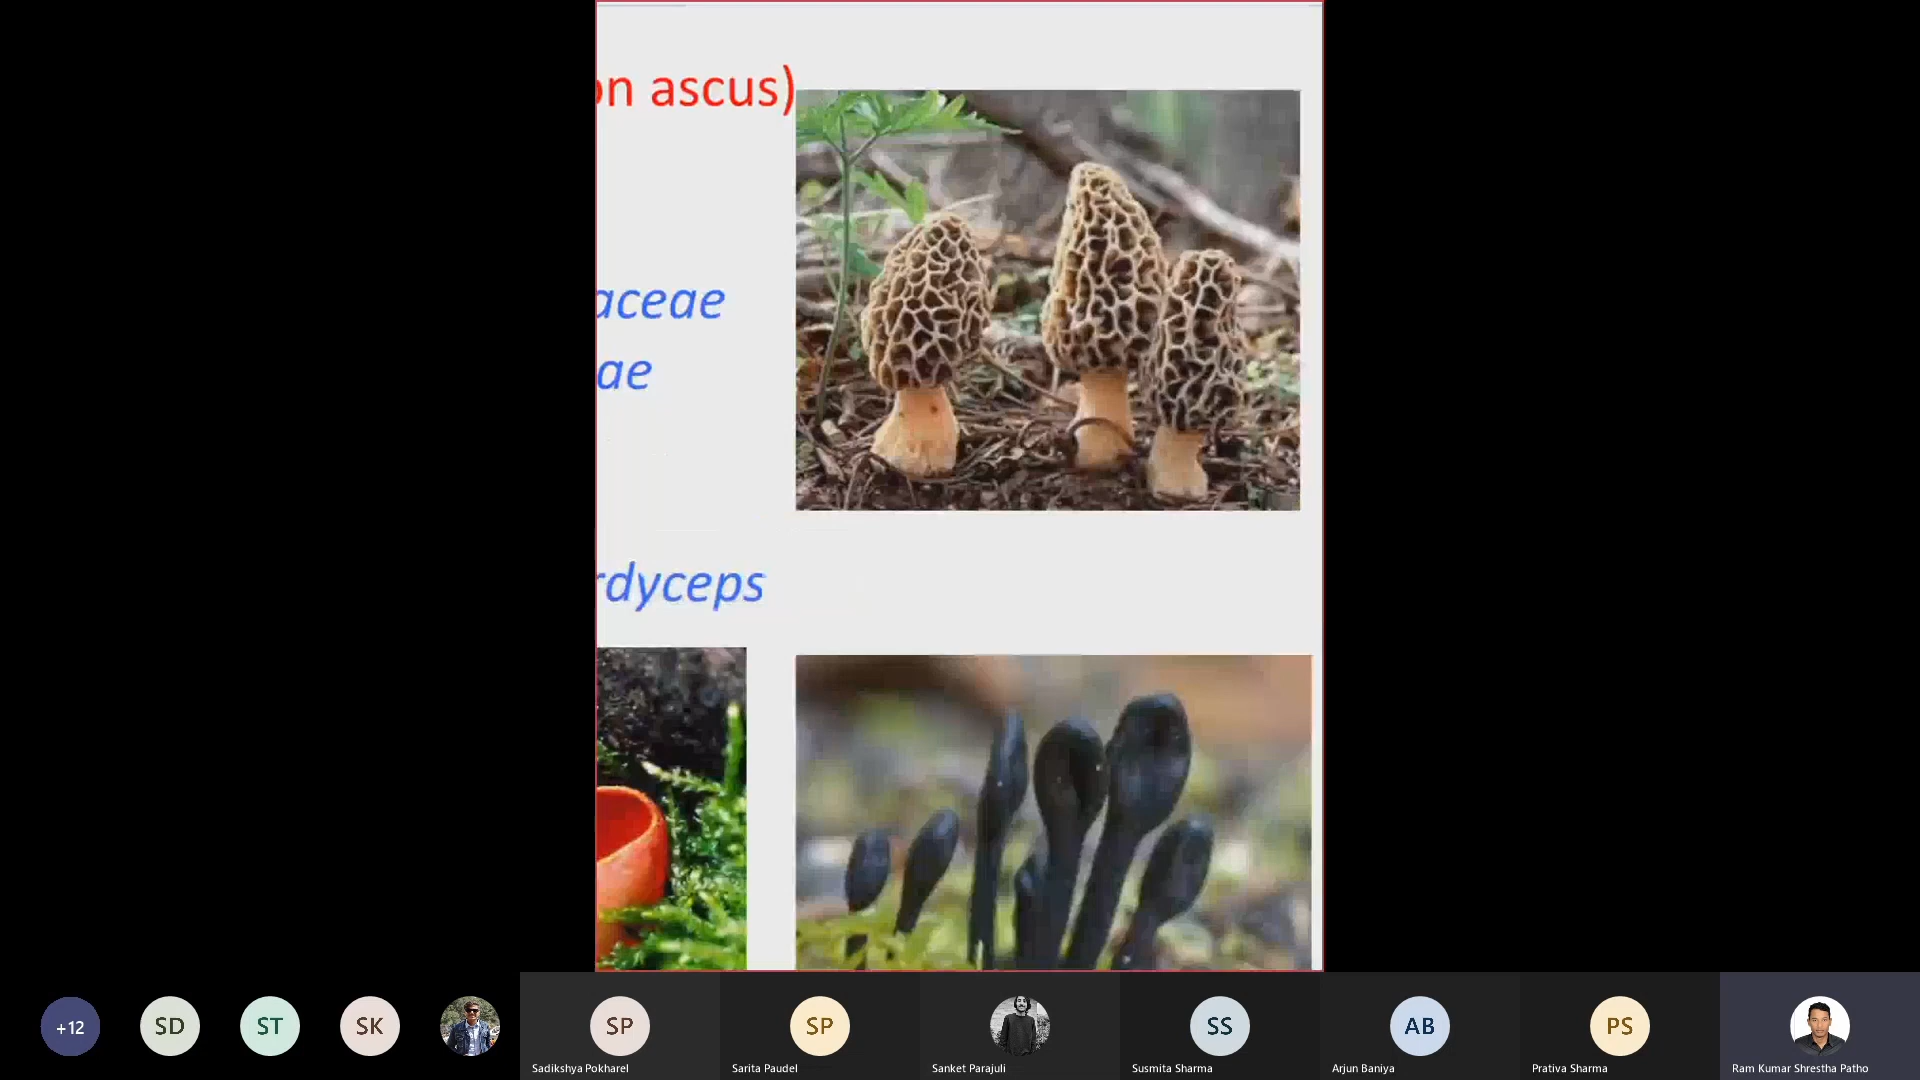 on ascus)
aceae
ae
rdyceps
+12
SD
ST
SK
SP
SP
SS
AB
PS
Sadikshya Pokharel
Sarita Paudel
Sanket Parajuli
Susmita Sharma
Arjun Baniya
Prativa Sharma
Ram Kumar Shrestha Patho